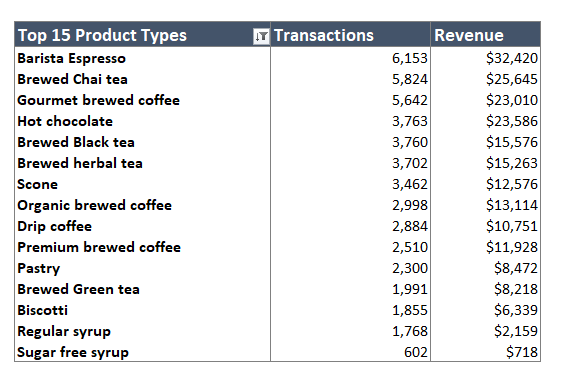 Top 15 Product Types Transactions Revenue
Barista Espresso 6,153 $32,420
Brewed Chai tea 5,824 $25,645
Gourmet brewed coffee 5,642 $23,010
Hot chocolate 3,763 $23,586
Brewed Black tea 3,760 $15,576
Brewed herbal tea 3,702 $15,263
Scone 3,462 $12,576
Organic brewed coffee 2,998 $13,114
Drip coffee 2,884 $10,751
Premium brewed coffee 2,510 $11,928
Pastry 2,300 $8,472
Brewed Green tea 1,991 $8,218
Biscotti 1,855 $6,339
Regular syrup 1,768 $2,159
Sugar free syrup 602 $718